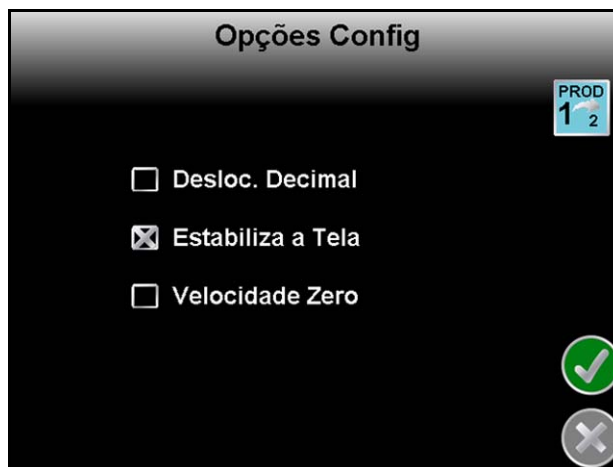 Opções Config
PROD
1 2
Desloc. Decimal
Estabiliza a Tela
Velocidade Zero